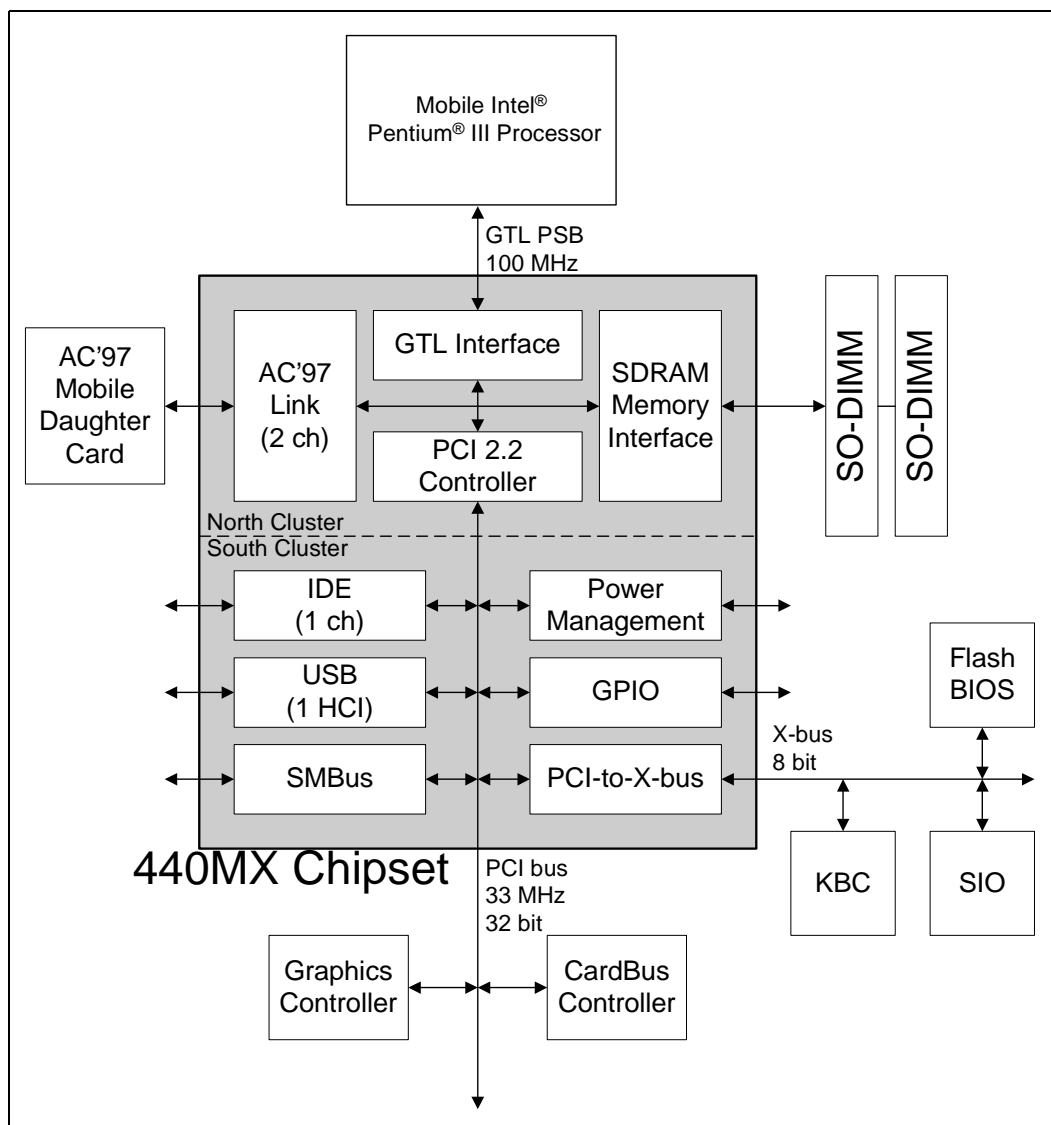 Mobile Intel®
Pentium® III Processor
GTL PSB
100 MHz
AC'97
Mobile
Daughter
Card
AC'97
Link
(2 ch)
GTL Interface
PCI 2.2
Controller
SDRAM
Memory
Interface
SO-DIMM
SO-DIMM
North Cluster
South Cluster
IDE
(1 ch)
Power
Management
USB
(1 HCI)
GPIO
SMBus
PCI-to-X-bus
X-bus
8 bit
Flash
BIOS
KBC
SIO
440MX Chipset
PCI bus
33 MHz
32 bit
Graphics
Controller
CardBus
Controller